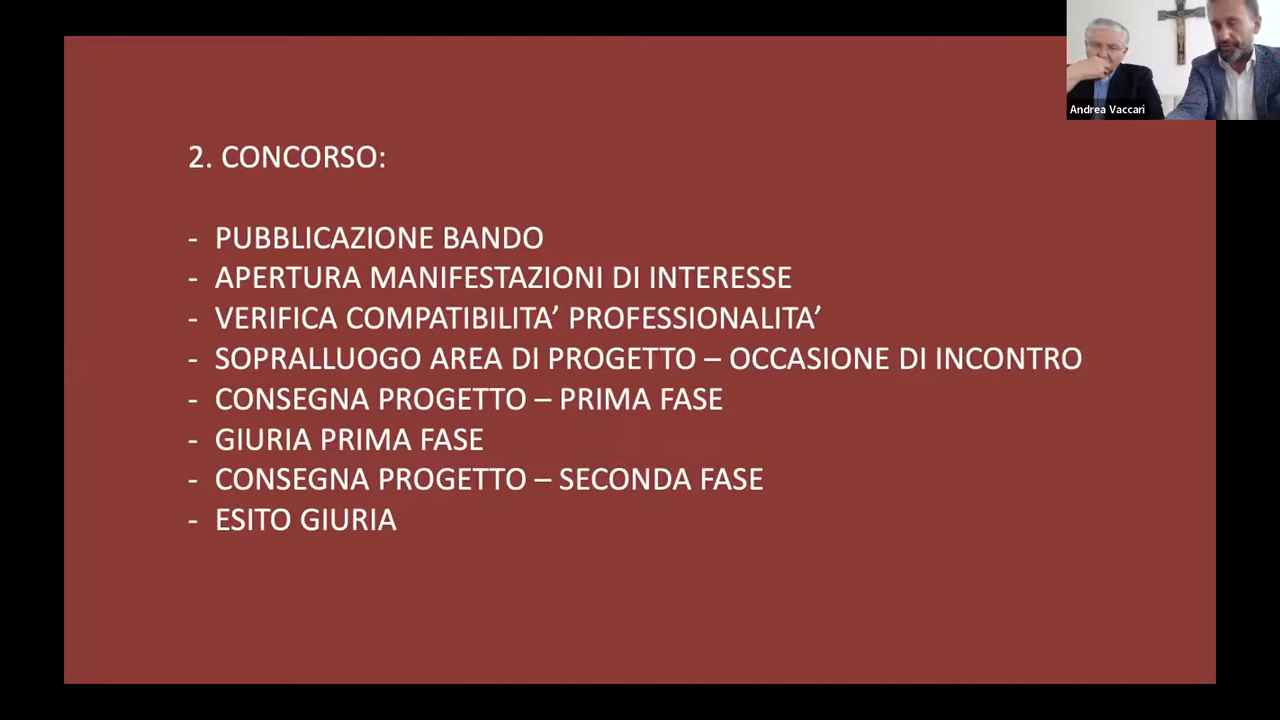 2. CONCORSO:
- PUBBLICAZIONE BANDO
- APERTURA MANIFESTAZIONI DI INTERESSE
- VERIFICA COMPATIBILITA’ PROFESSIONALITA’
- SOPRALLUOGO AREA DI PROGETTO – OCCASIONE DI INCONTRO
- CONSEGNA PROGETTO – PRIMA FASE
- GIURIA PRIMA FASE
- CONSEGNA PROGETTO – SECONDA FASE
- ESITO GIURIA
Andrea Vaccari